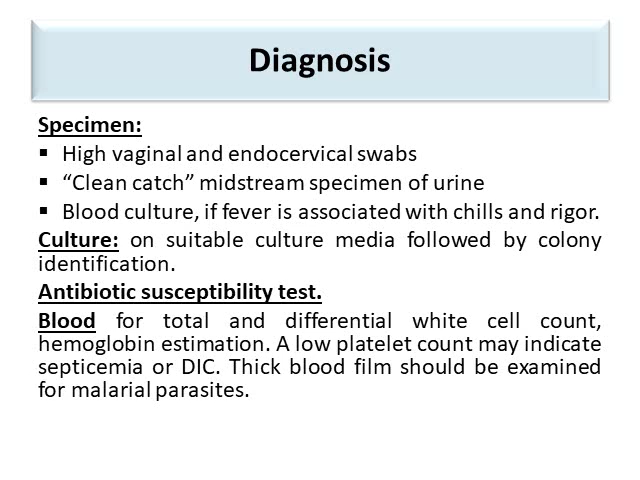 Diagnosis
Specimen:
▪ High vaginal and endocervical swabs
▪ “Clean catch” midstream specimen of urine
▪ Blood culture, if fever is associated with chills and rigor.
Culture: on suitable culture media followed by colony
identification.
Antibiotic susceptibility test.
Blood for total and differential white cell count,
hemoglobin estimation. A low platelet count may indicate
septicemia or DIC. Thick blood film should be examined
for malarial parasites.